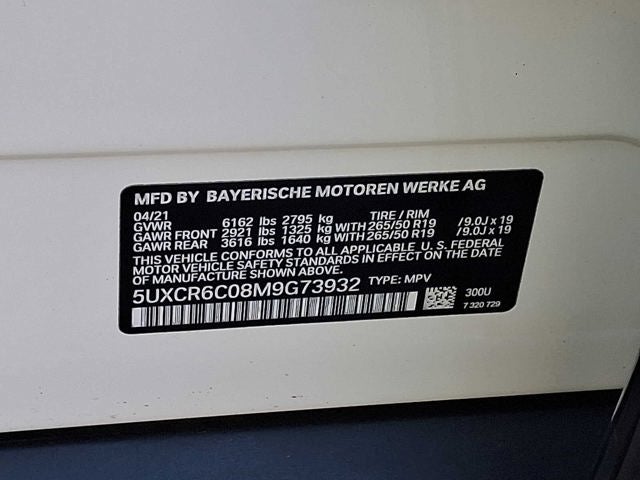 MFD BY BAYERISCHE MOTOREN WERKE AG
04/21 TIRE / RIM
GVWR 6162 lbs 2795 kg
GAWR FRONT 2921 lbs 1325 kg WITH 265/50 R19 /9.0J x 19
GAWR REAR 3616 lbs 1640 kg WITH 265/50 R19 /9.0J x 19
THIS VEHICLE CONFORMS TO ALL APPLICABLE U.S. FEDERAL
MOTOR VEHICLE SAFETY STANDARDS IN EFFECT ON THE
DATE OF MANUFACTURE SHOWN ABOVE.
5UXCR6C08M9G73932 TYPE: MPV
300U
7 320 729